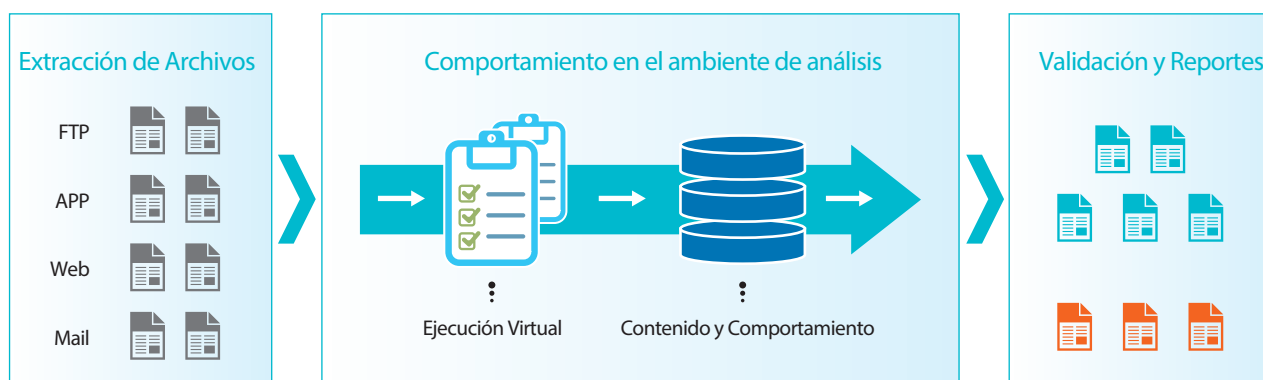 Extracción de Archivos
FTP
APP
Web
Mail
Comportamiento en el ambiente de análisis
Ejecución Virtual
Contenido y Comportamiento
Validación y Reportes